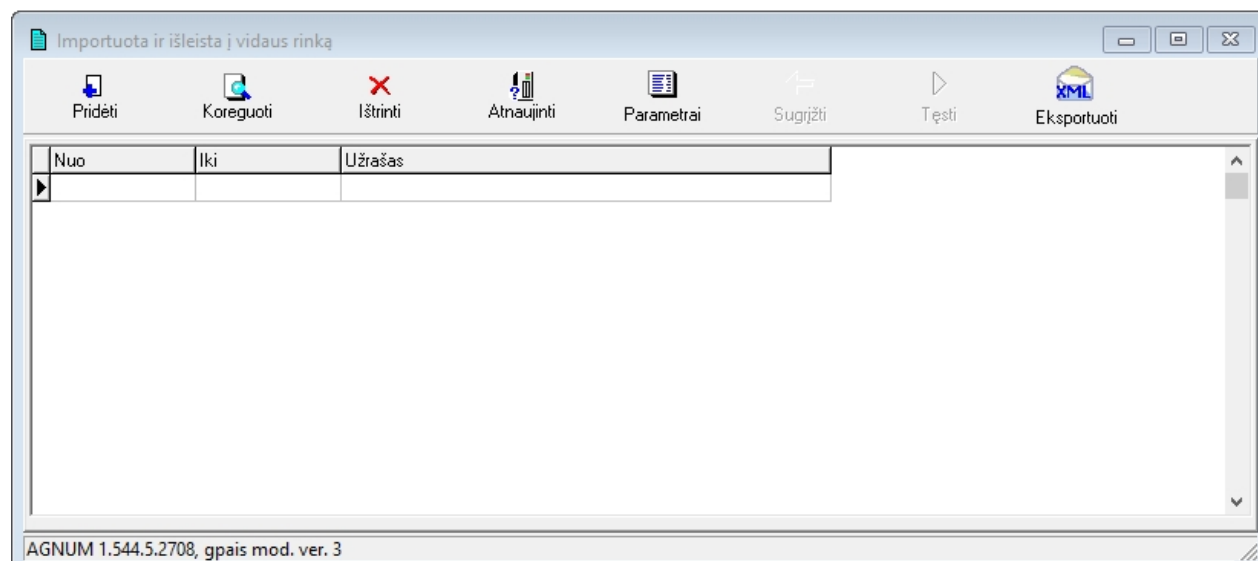 Importuota ir išleista į vidaus rinką
Pridėti Koreguoti Ištrinti Atnaujinti Parametrai Sugrįžti Tęsti XML Eksportuoti
Nuo Iki Užrašas
AGNUM 1.544.5.2708, gpais mod. ver. 3